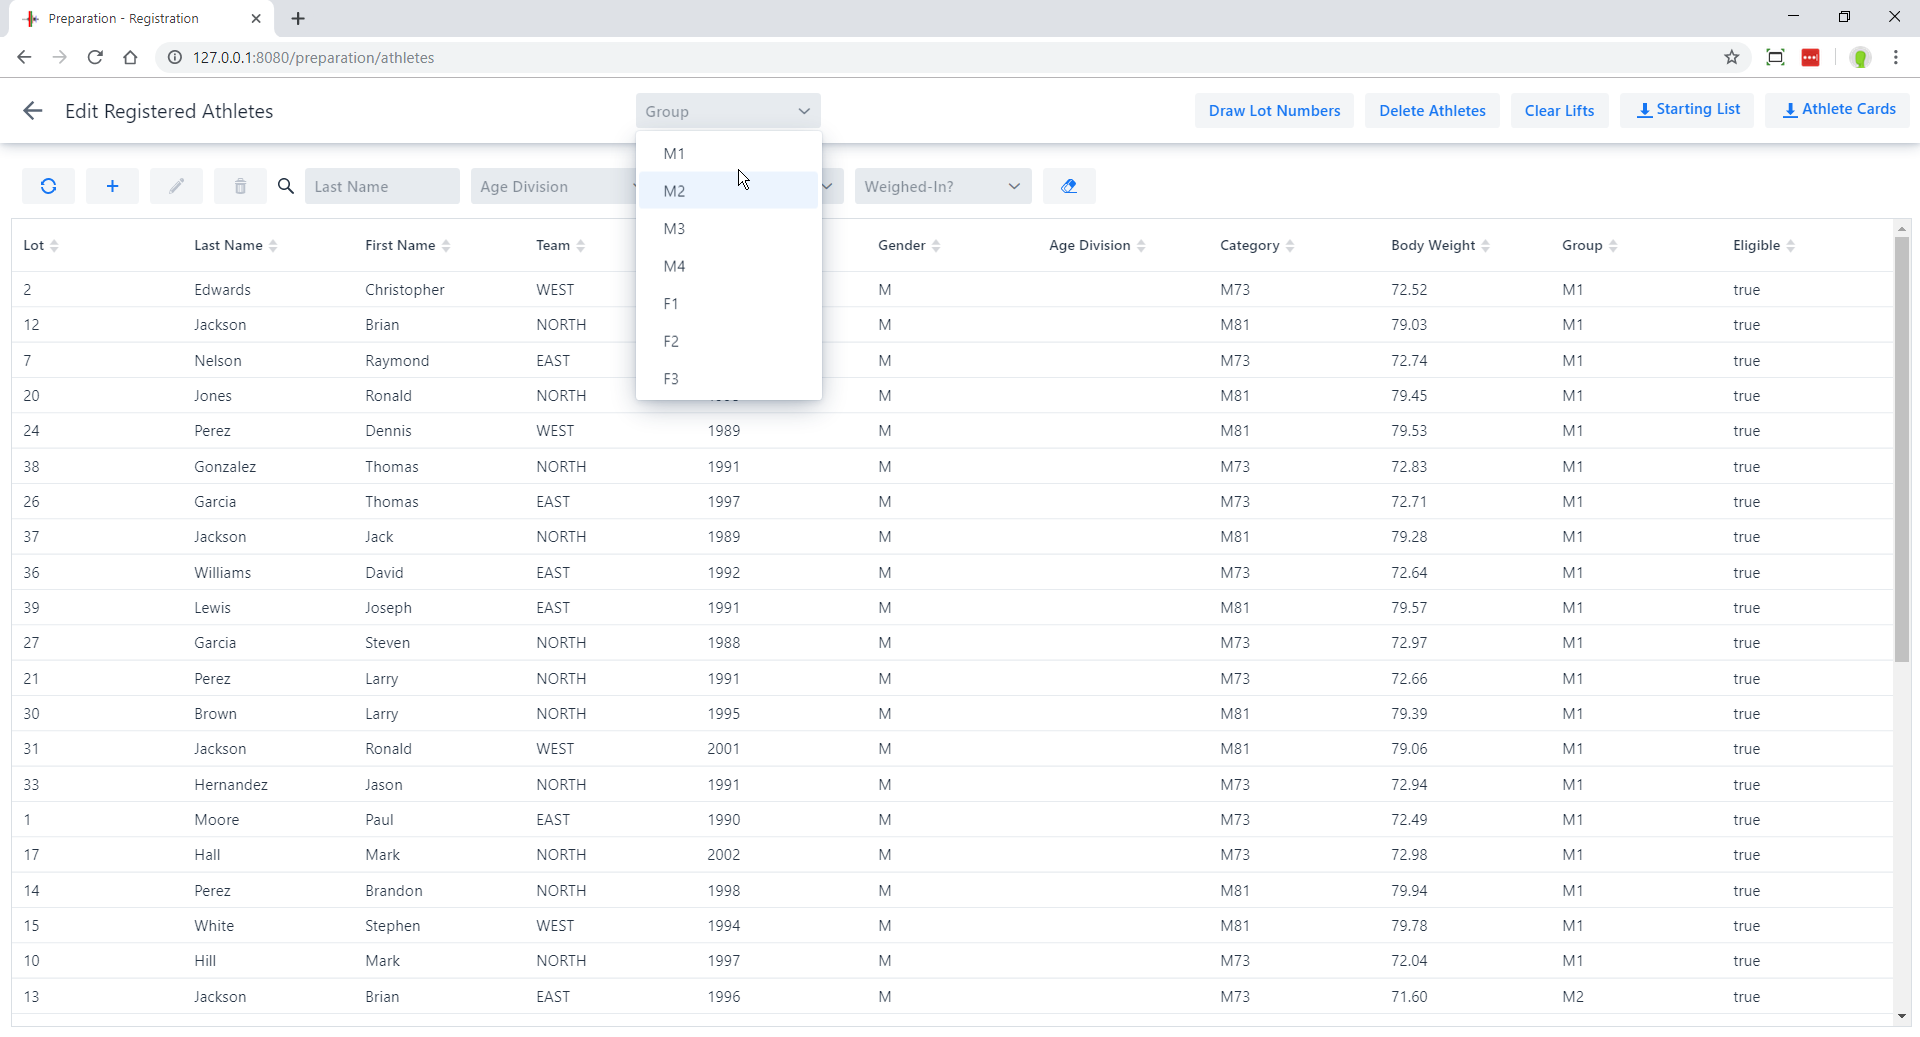 Preparation - Registration
127.0.0.1:8080/preparation/athletes
Edit Registered Athletes
Group
Draw Lot Numbers
Delete Athletes
Clear Lifts
Starting List
Athlete Cards
M1
M2
M3
M4
F1
F2
F3
Last Name
Age Division
Weighed-In?
Lot Last Name First Name Team Gender Age Division Category Body Weight Group Eligible
2 Edwards Christopher WEST M M73 72.52 M1 true
12 Jackson Brian NORTH M M81 79.03 M1 true
7 Nelson Raymond EAST M M73 72.74 M1 true
20 Jones Ronald NORTH M M81 79.45 M1 true
24 Perez Dennis WEST 1989 M M81 79.53 M1 true
38 Gonzalez Thomas NORTH 1991 M M73 72.83 M1 true
26 Garcia Thomas EAST 1997 M M73 72.71 M1 true
37 Jackson Jack NORTH 1989 M M81 79.28 M1 true
36 Williams David EAST 1992 M M73 72.64 M1 true
39 Lewis Joseph EAST 1991 M M81 79.57 M1 true
27 Garcia Steven NORTH 1988 M M73 72.97 M1 true
21 Perez Larry NORTH 1991 M M73 72.66 M1 true
30 Brown Larry NORTH 1995 M M81 79.39 M1 true
31 Jackson Ronald WEST 2001 M M81 79.06 M1 true
33 Hernandez Jason NORTH 1991 M M73 72.94 M1 true
1 Moore Paul EAST 1990 M M73 72.49 M1 true
17 Hall Mark NORTH 2002 M M73 72.98 M1 true
14 Perez Brandon NORTH 1998 M M81 79.94 M1 true
15 White Stephen WEST 1994 M M81 79.78 M1 true
10 Hill Mark NORTH 1997 M M73 72.04 M1 true
13 Jackson Brian EAST 1996 M M73 71.60 M2 true